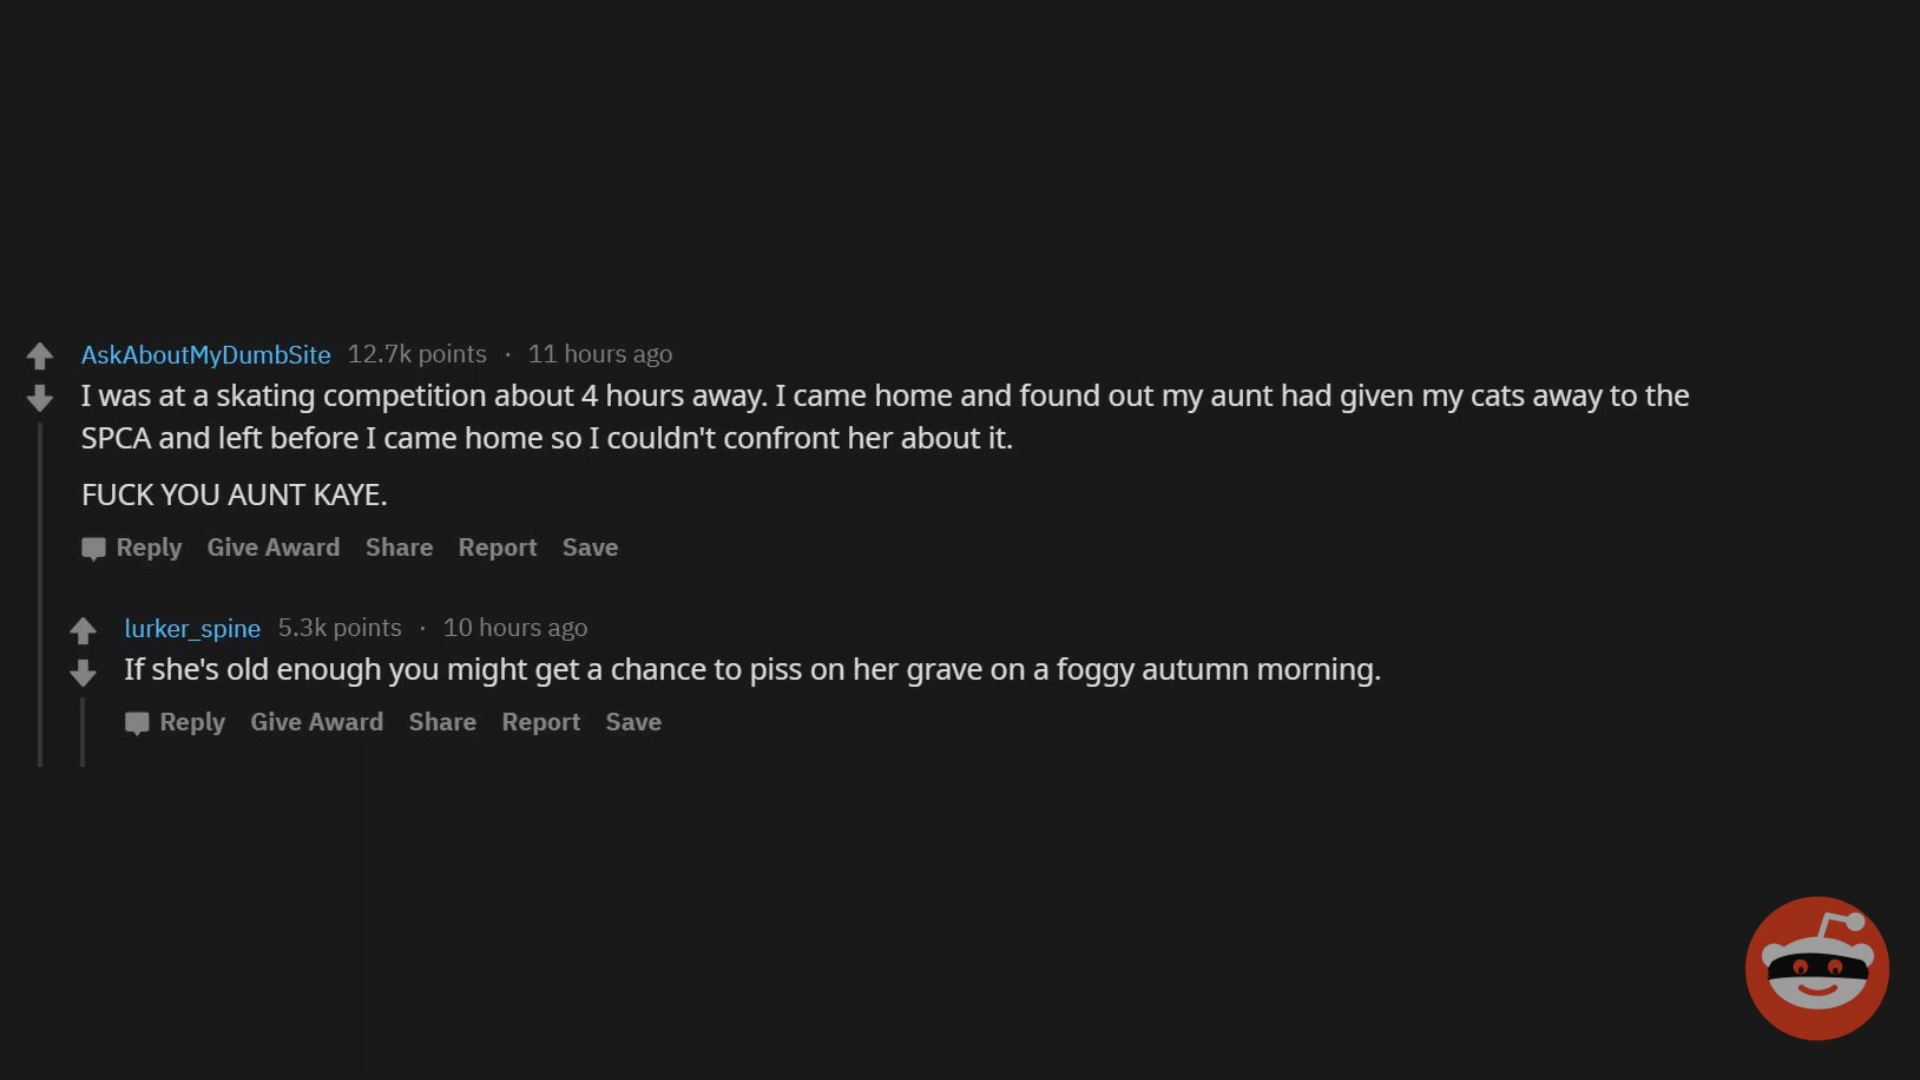 AskAboutMyDumbSite 12.7k points · 11 hours ago
I was at a skating competition about 4 hours away. I came home and found out my aunt had given my cats away to the
SPCA and left before I came home so I couldn't confront her about it.
FUCK YOU AUNT KAYE.
Reply Give Award Share Report Save
lurker_spine 5.3k points · 10 hours ago
If she's old enough you might get a chance to piss on her grave on a foggy autumn morning.
Reply Give Award Share Report Save